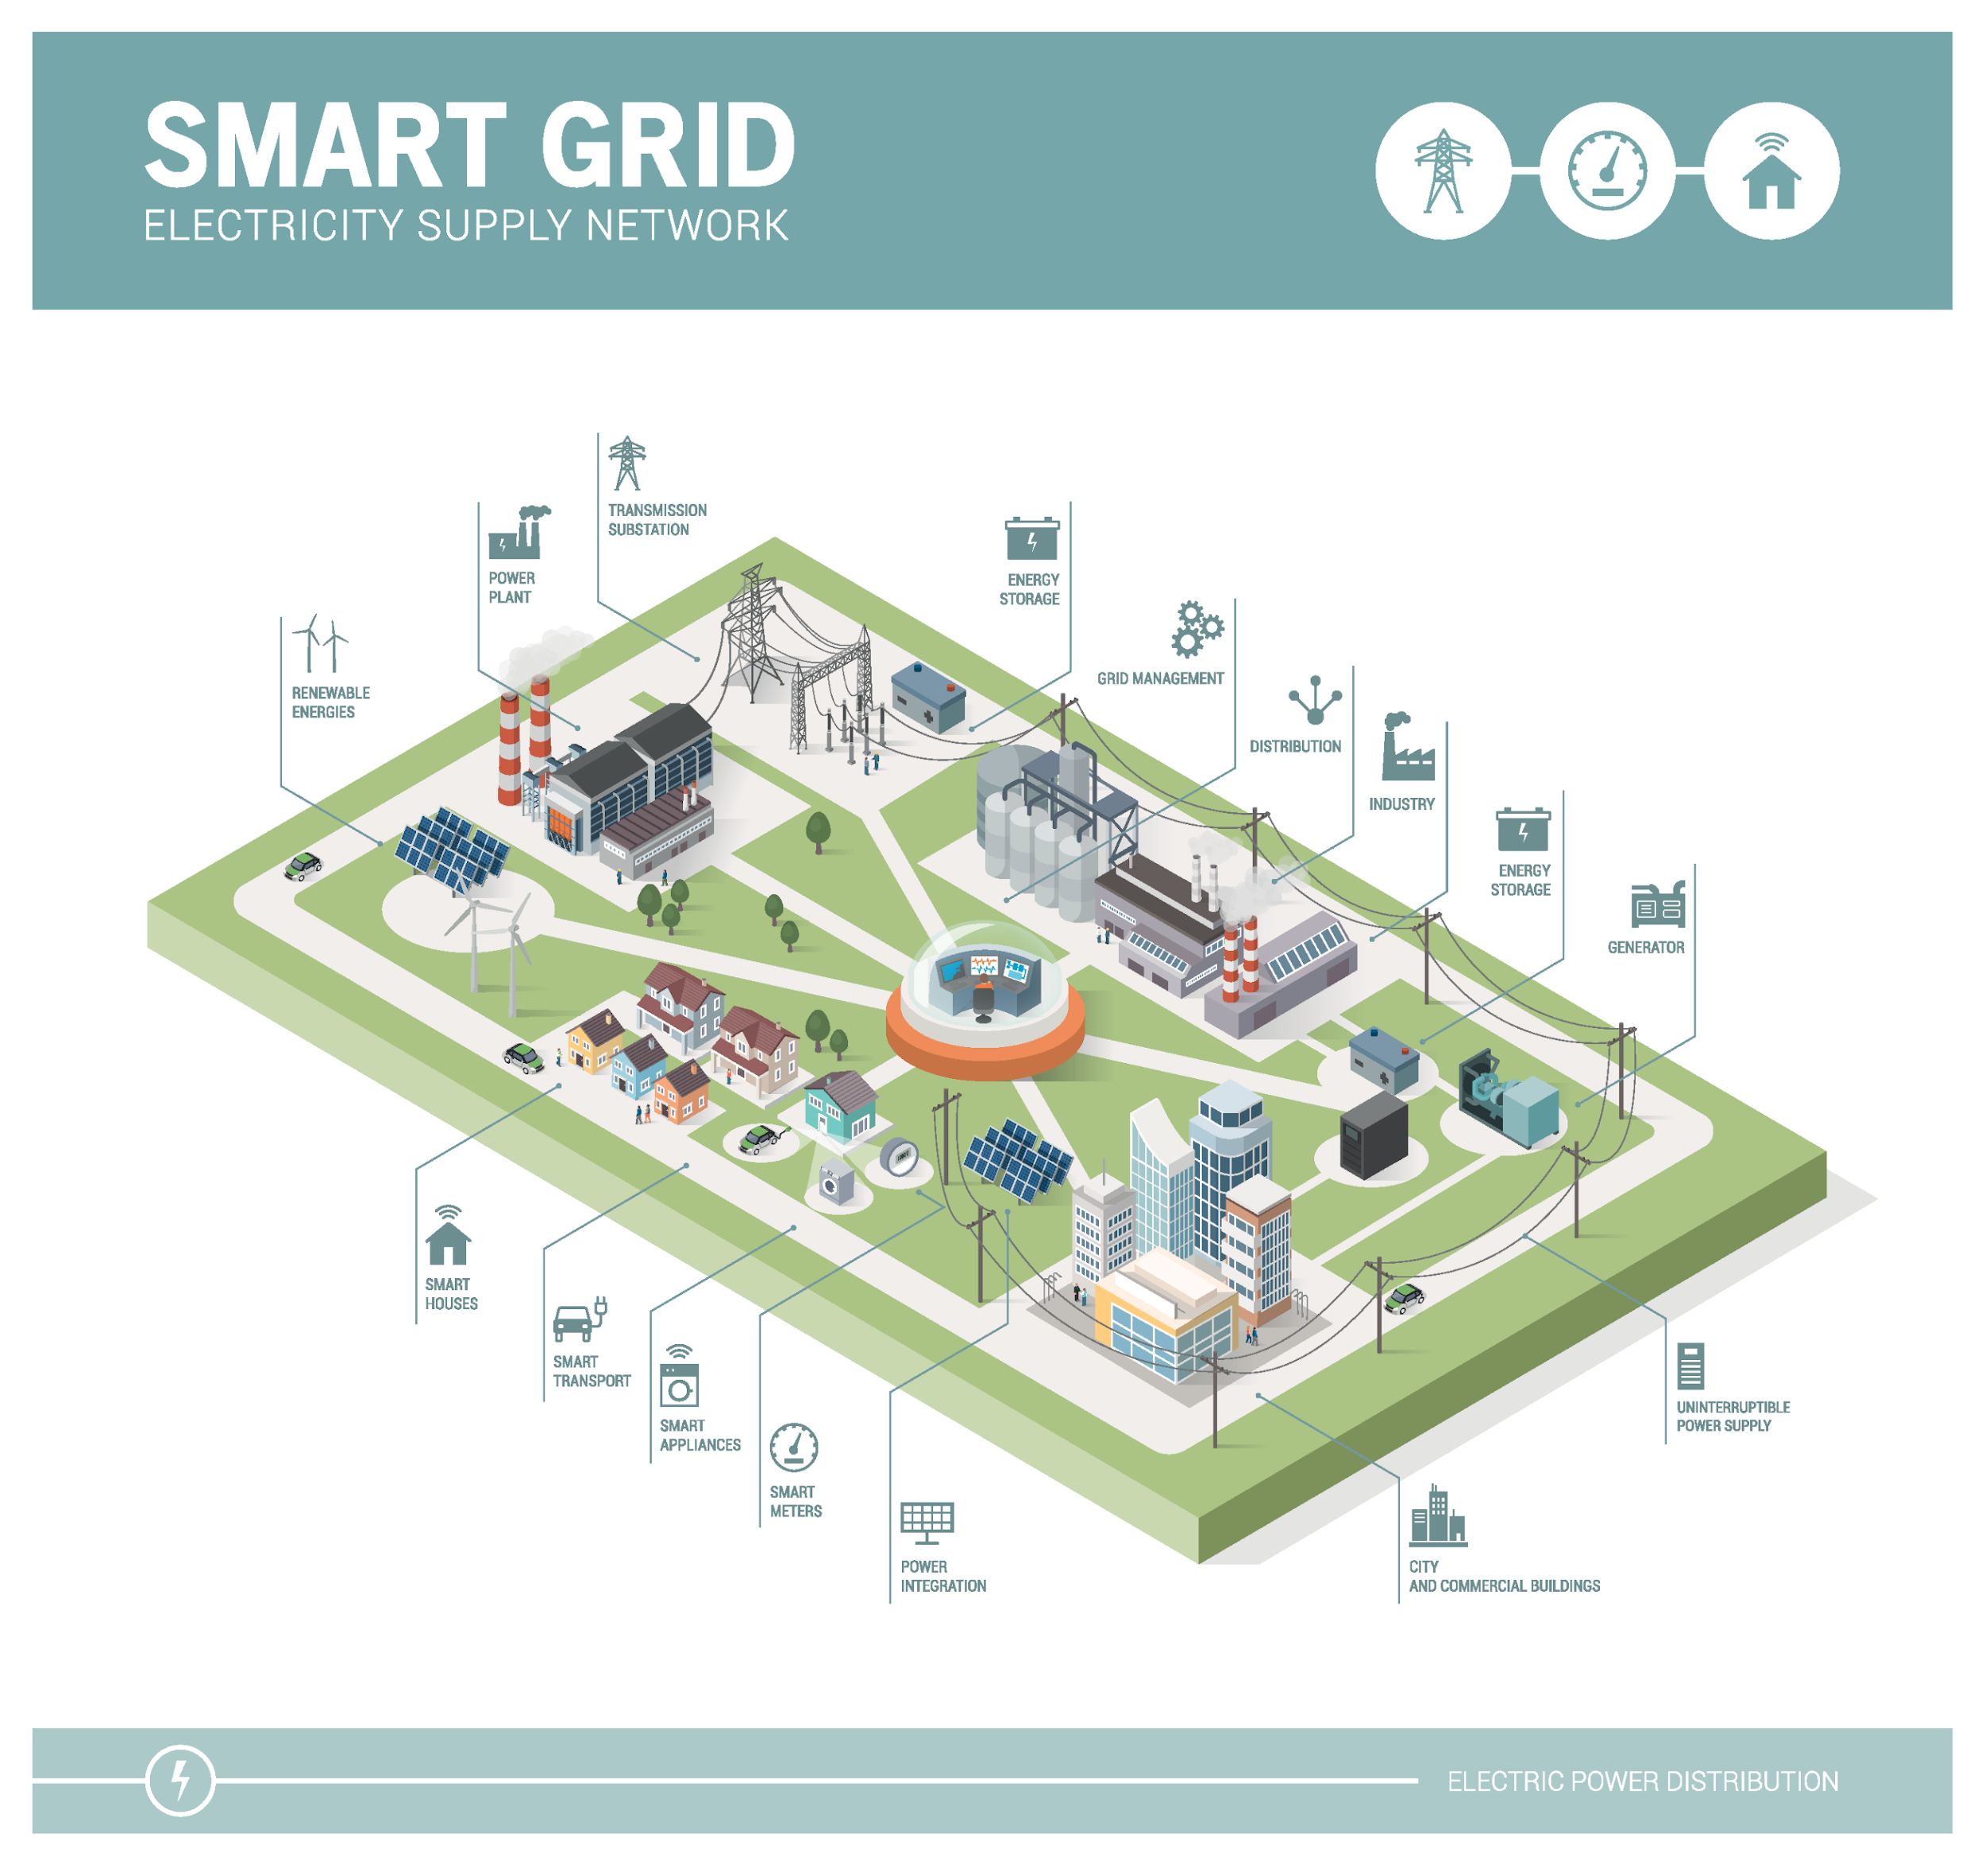 SMART GRID
ELECTRICITY SUPPLY NETWORK
TRANSMISSION
SUBSTATION
POWER
PLANT
ENERGY
STORAGE
RENEWABLE
ENERGIES
GRID MANAGEMENT
DISTRIBUTION
INDUSTRY
ENERGY
STORAGE
GENERATOR
SMART
HOUSES
SMART
TRANSPORT
SMART
APPLIANCES
SMART
METERS
POWER
INTEGRATION
CITY
AND COMMERCIAL BUILDINGS
UNINTERRUPTIBLE
POWER SUPPLY
ELECTRIC POWER DISTRIBUTION